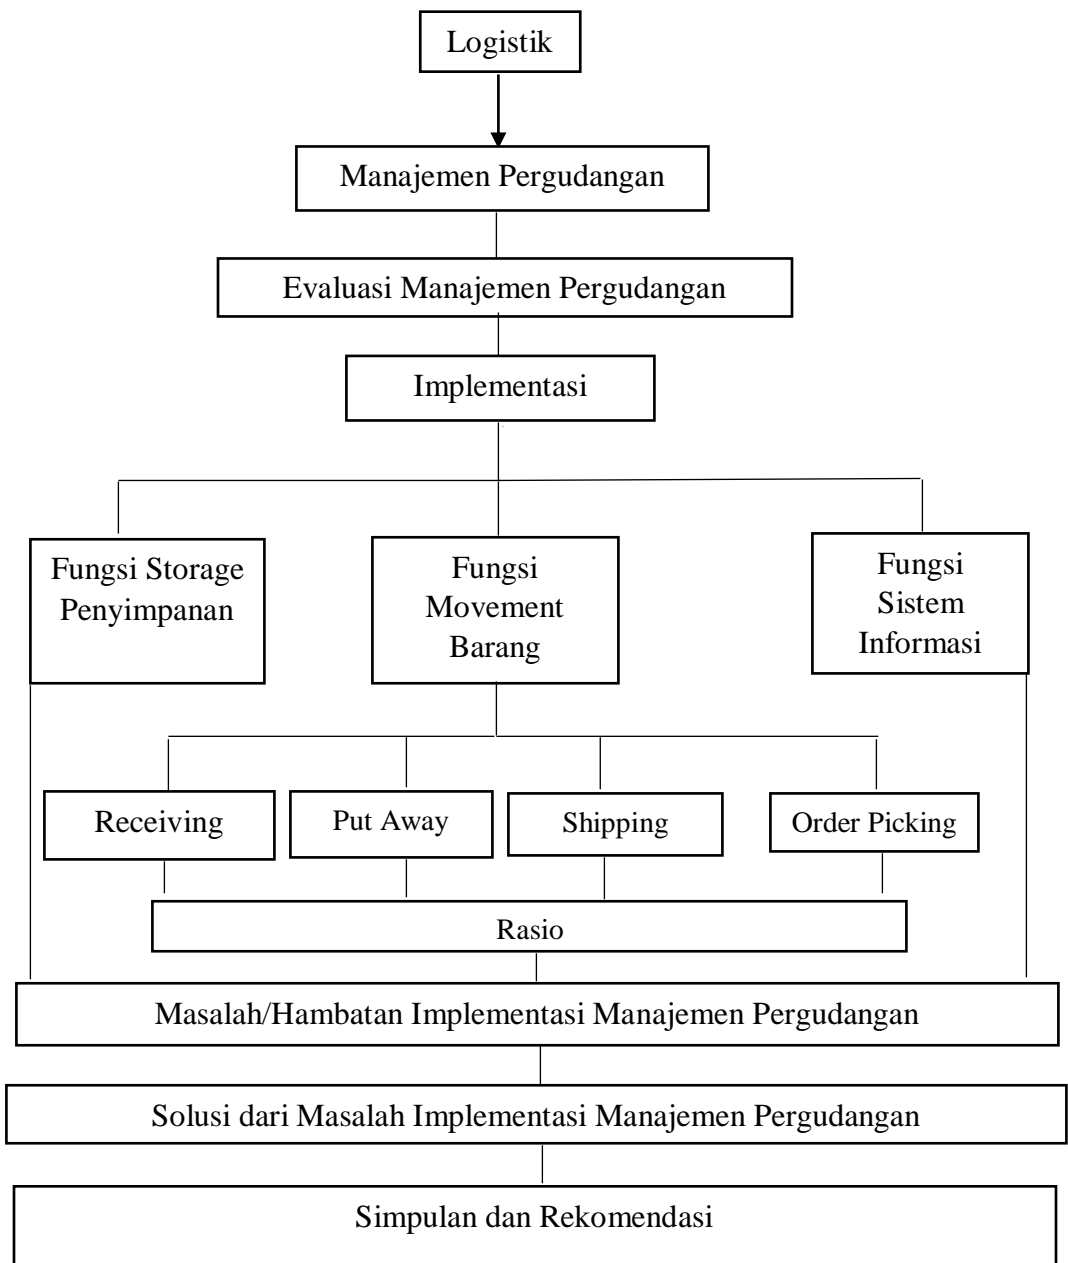 Logistik
Manajemen Pergudangan
Evaluasi Manajemen Pergudangan
Implementasi
Fungsi Storage
Penyimpanan
Fungsi
Movement
Barang
Fungsi
Sistem
Informasi
Receiving
Put Away
Shipping
Order Picking
Rasio
Masalah/Hambatan Implementasi Manajemen Pergudangan
Solusi dari Masalah Implementasi Manajemen Pergudangan
Simpulan dan Rekomendasi